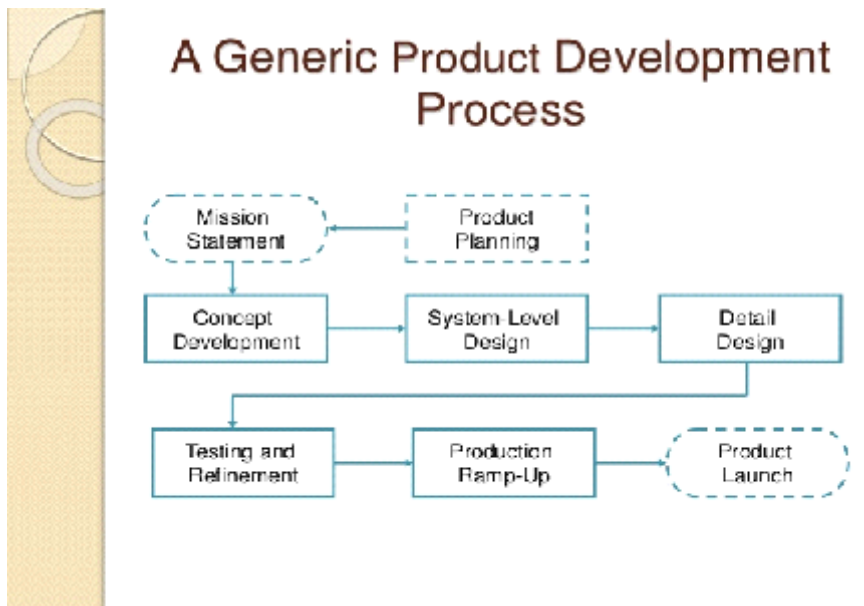 A Generic Product Development
Process
Mission
Statement
Product
Planning
Concept
Development
System-Level
Design
Detail
Design
Testing and
Refinement
Production
Ramp-Up
Product
Launch